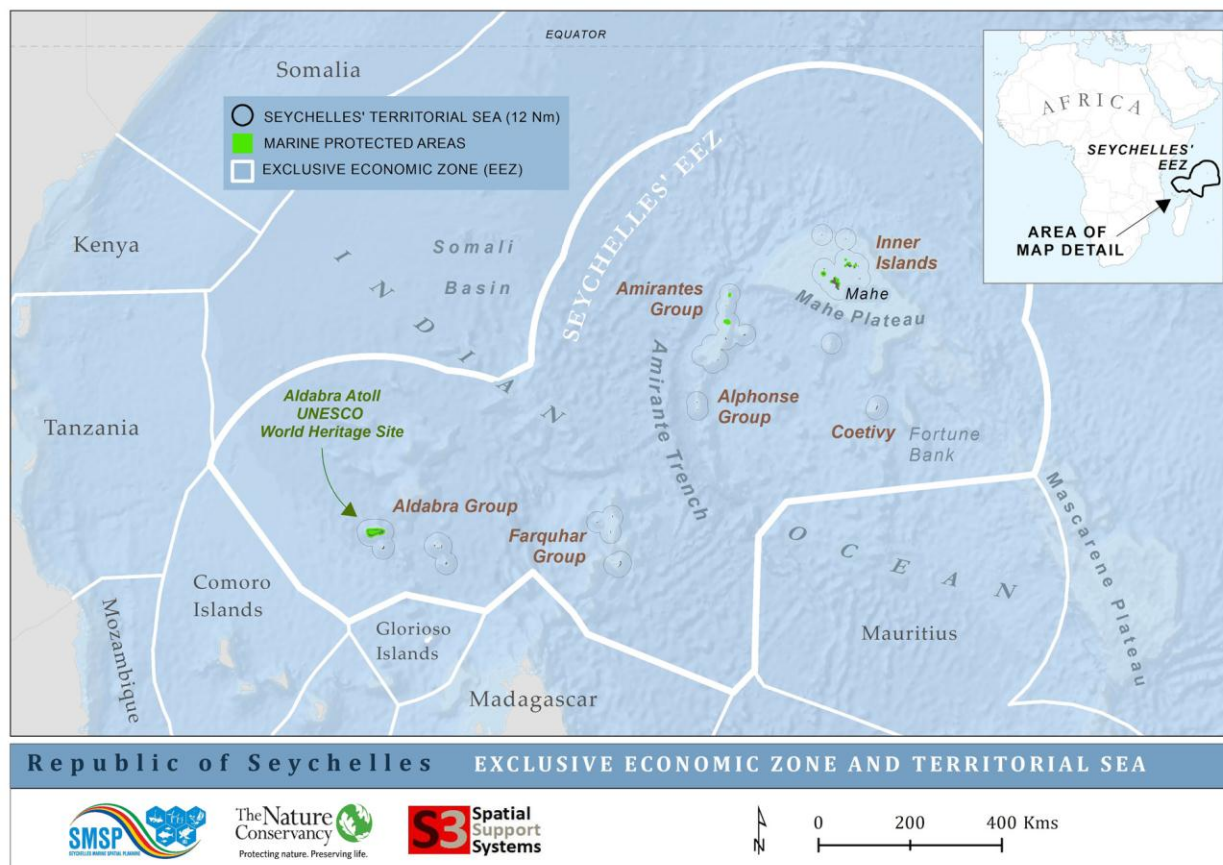 EQUATOR
Somalia
SEYCHELLES' TERRITORIAL SEA (12 Nm)
MARINE PROTECTED AREAS
EXCLUSIVE ECONOMIC ZONE (EEZ)
AFRICA
SEYCHELLES'
EEZ
AREA OF
MAP DETAIL
SEYCHELLES' EEZ
Kenya
Somali
Basin
INDIAN
Inner
Islands
Mahe
Mahe Plateau
Amirantes
Group
Amirante Trench
Alphonse
Group
Coetivy
Fortune
Bank
Tanzania
Aldabra Atoll
UNESCO
World Heritage Site
Aldabra Group
Farquhar
Group
OCEAN
Mascarene Plateau
Comoro
Islands
Mozambique
Glorioso
Islands
Madagascar
Mauritius
Republic of Seychelles EXCLUSIVE ECONOMIC ZONE AND TERRITORIAL SEA
SMSP
SEYCHELLES MARINE SPATIAL PLANNING
The Nature
Conservancy
Protecting nature. Preserving life.
S3 Spatial
Support
Systems
N
0 200 400 Kms